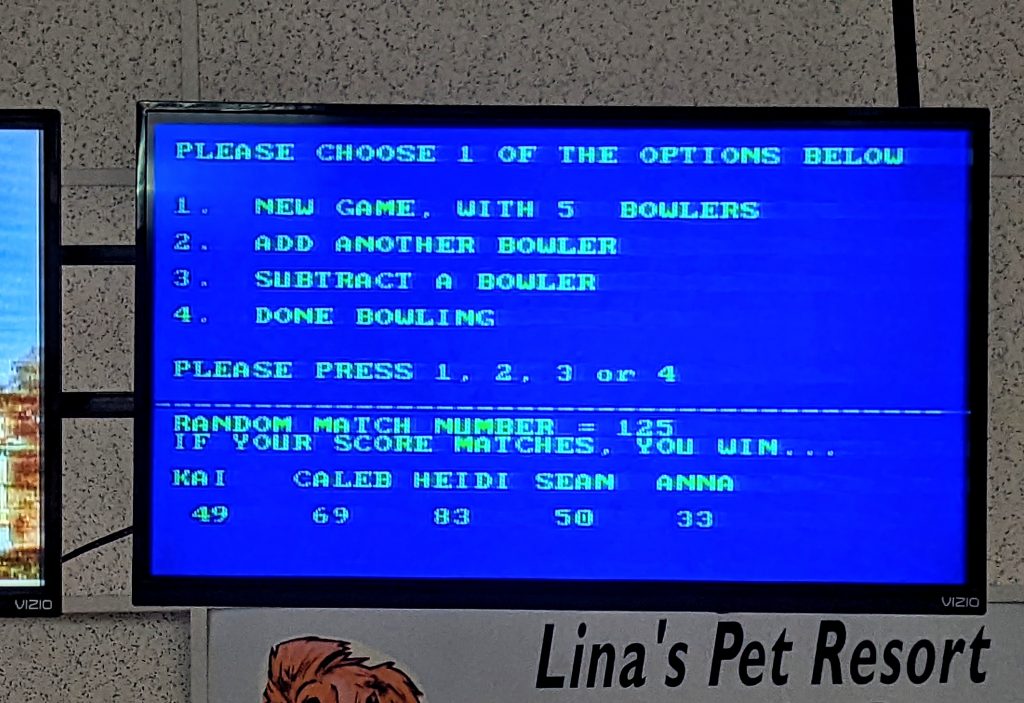 PLEASE CHOOSE 1 OF THE OPTIONS BELOW
1. NEW GAME, WITH 5 BOWLERS
2. ADD ANOTHER BOWLER
3. SUBTRACT A BOWLER
4. DONE BOWLING
PLEASE PRESS 1, 2, 3 or 4
RANDOM MATCH NUMBER = 125
IF YOUR SCORE MATCHES, YOU WIN...
KAI CALEB HEIDI SEAN ANNA
49 69 83 50 33
VIZIO VIZIO
Lina's Pet Resort